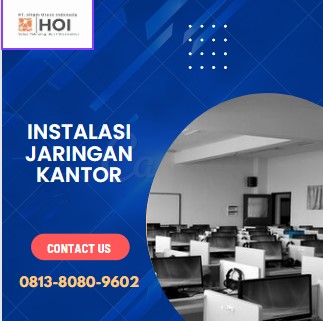 HOI
INSTALASI
JARINGAN
KANTOR
CONTACT US
0813-8080-9602